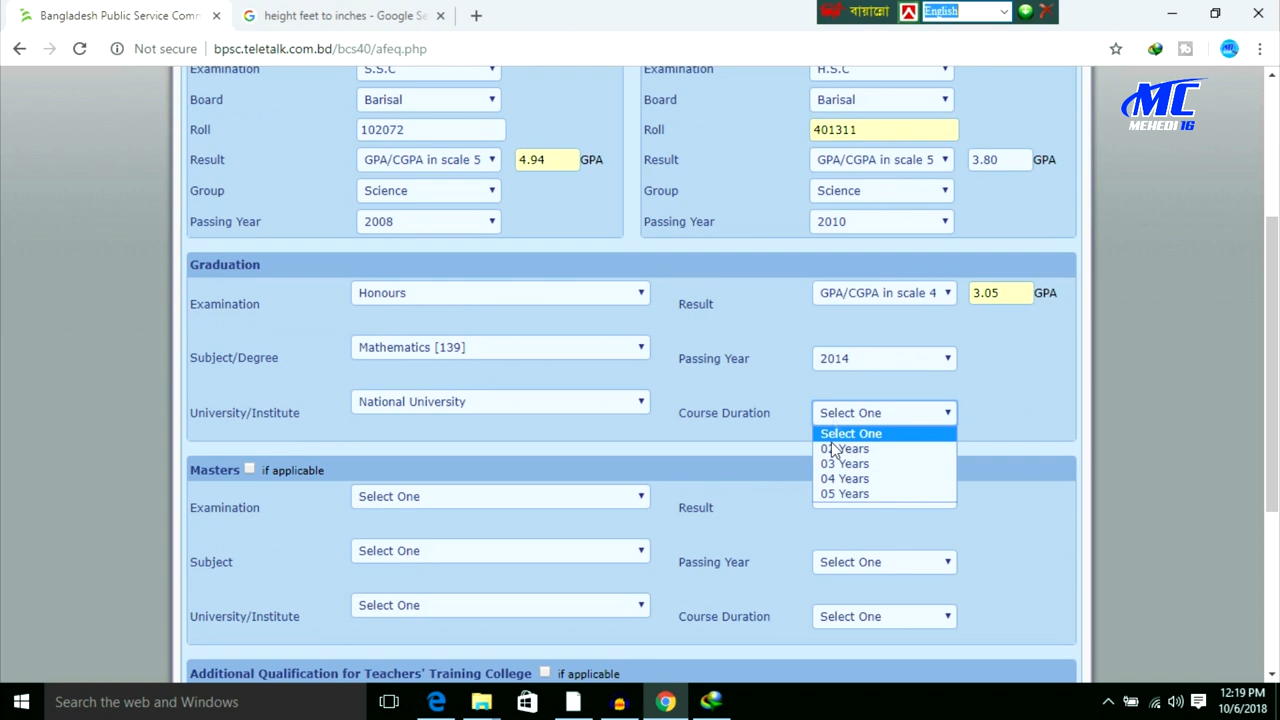 Bangladesh Public Service Comm
height feet to inches - Google Se
বায়ান্নো
English
Not secure
bpsc.teletalk.com.bd/bcs40/afeq.php
MC
MEHEDI 16
Examination S.S.C Examination H.S.C
Board Barisal Board Barisal
Roll 102072 Roll 401311
Result GPA/CGPA in scale 5 4.94 GPA Result GPA/CGPA in scale 5 3.80 GPA
Group Science Group Science
Passing Year 2008 Passing Year 2010
Graduation
Examination Honours Result GPA/CGPA in scale 4 3.05 GPA
Subject/Degree Mathematics [139] Passing Year 2014
University/Institute National University Course Duration Select One
Select One
02 Years
03 Years
04 Years
05 Years
Masters if applicable
Examination Select One Result
Subject Select One Passing Year Select One
University/Institute Select One Course Duration Select One
Additional Qualification for Teachers' Training College if applicable
Search the web and Windows
12:19 PM
10/6/2018